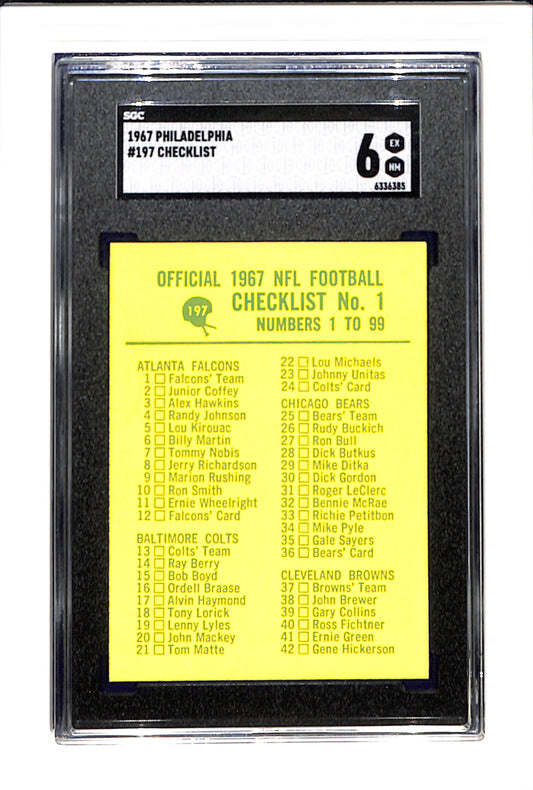 SGC
1967 PHILADELPHIA
#197 CHECKLIST
6 EX
NM
6336385
OFFICIAL 1967 NFL FOOTBALL
197
CHECKLIST No. 1
NUMBERS 1 TO 99
ATLANTA FALCONS
1 Falcons' Team
2 Junior Coffey
3 Alex Hawkins
4 Randy Johnson
5 Lou Kirouac
6 Billy Martin
7 Tommy Nobis
8 Jerry Richardson
9 Marion Rushing
10 Ron Smith
11 Ernie Wheelright
12 Falcons' Card
BALTIMORE COLTS
13 Colts' Team
14 Ray Berry
15 Bob Boyd
16 Ordell Braase
17 Alvin Haymond
18 Tony Lorick
19 Lenny Lyles
20 John Mackey
21 Tom Matte
22 Lou Michaels
23 Johnny Unitas
24 Colts' Card
CHICAGO BEARS
25 Bears' Team
26 Rudy Buckich
27 Ron Bull
28 Dick Butkus
29 Mike Ditka
30 Dick Gordon
31 Roger LeClerc
32 Bennie McRae
33 Richie Petitbon
34 Mike Pyle
35 Gale Sayers
36 Bears' Card
CLEVELAND BROWNS
37 Browns' Team
38 John Brewer
39 Gary Collins
40 Ross Fichtner
41 Ernie Green
42 Gene Hickerson